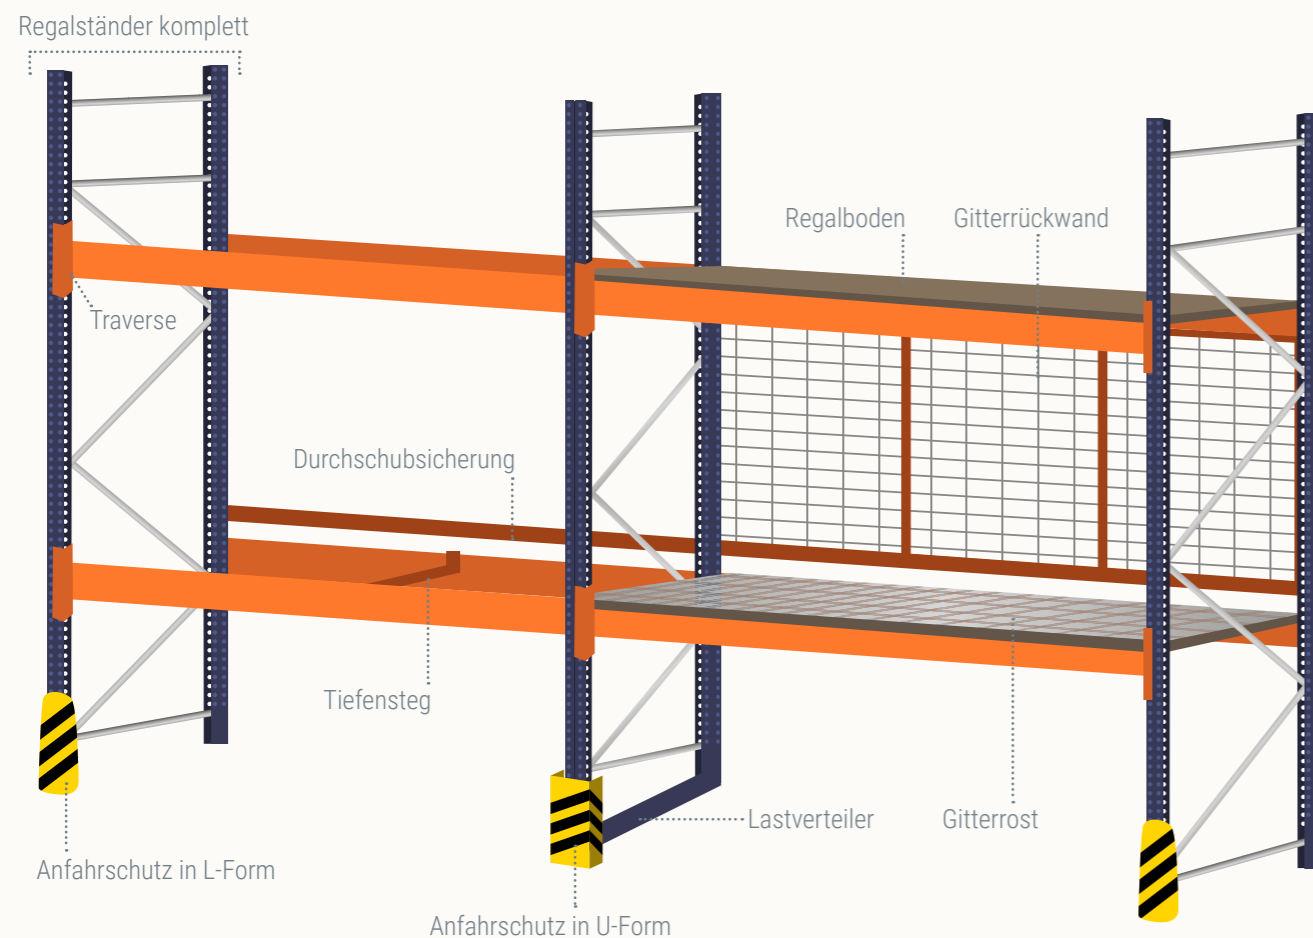 Regalständer komplett
Regalboden
Gitterrückwand
Traverse
Durchschubsicherung
Tiefensteg
Lastverteiler
Gitterrost
Anfahrschutz in L-Form
Anfahrschutz in U-Form